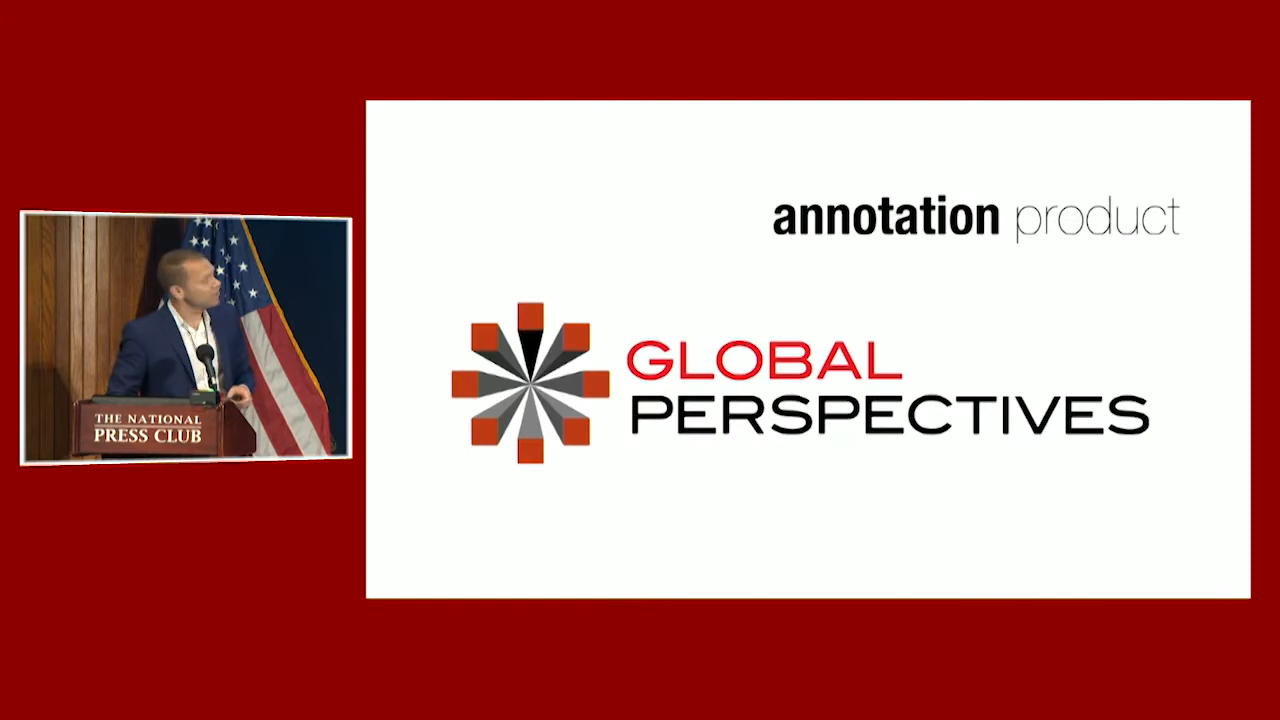 annotation product
GLOBAL
PERSPECTIVES
THE NATIONAL
PRESS CLUB